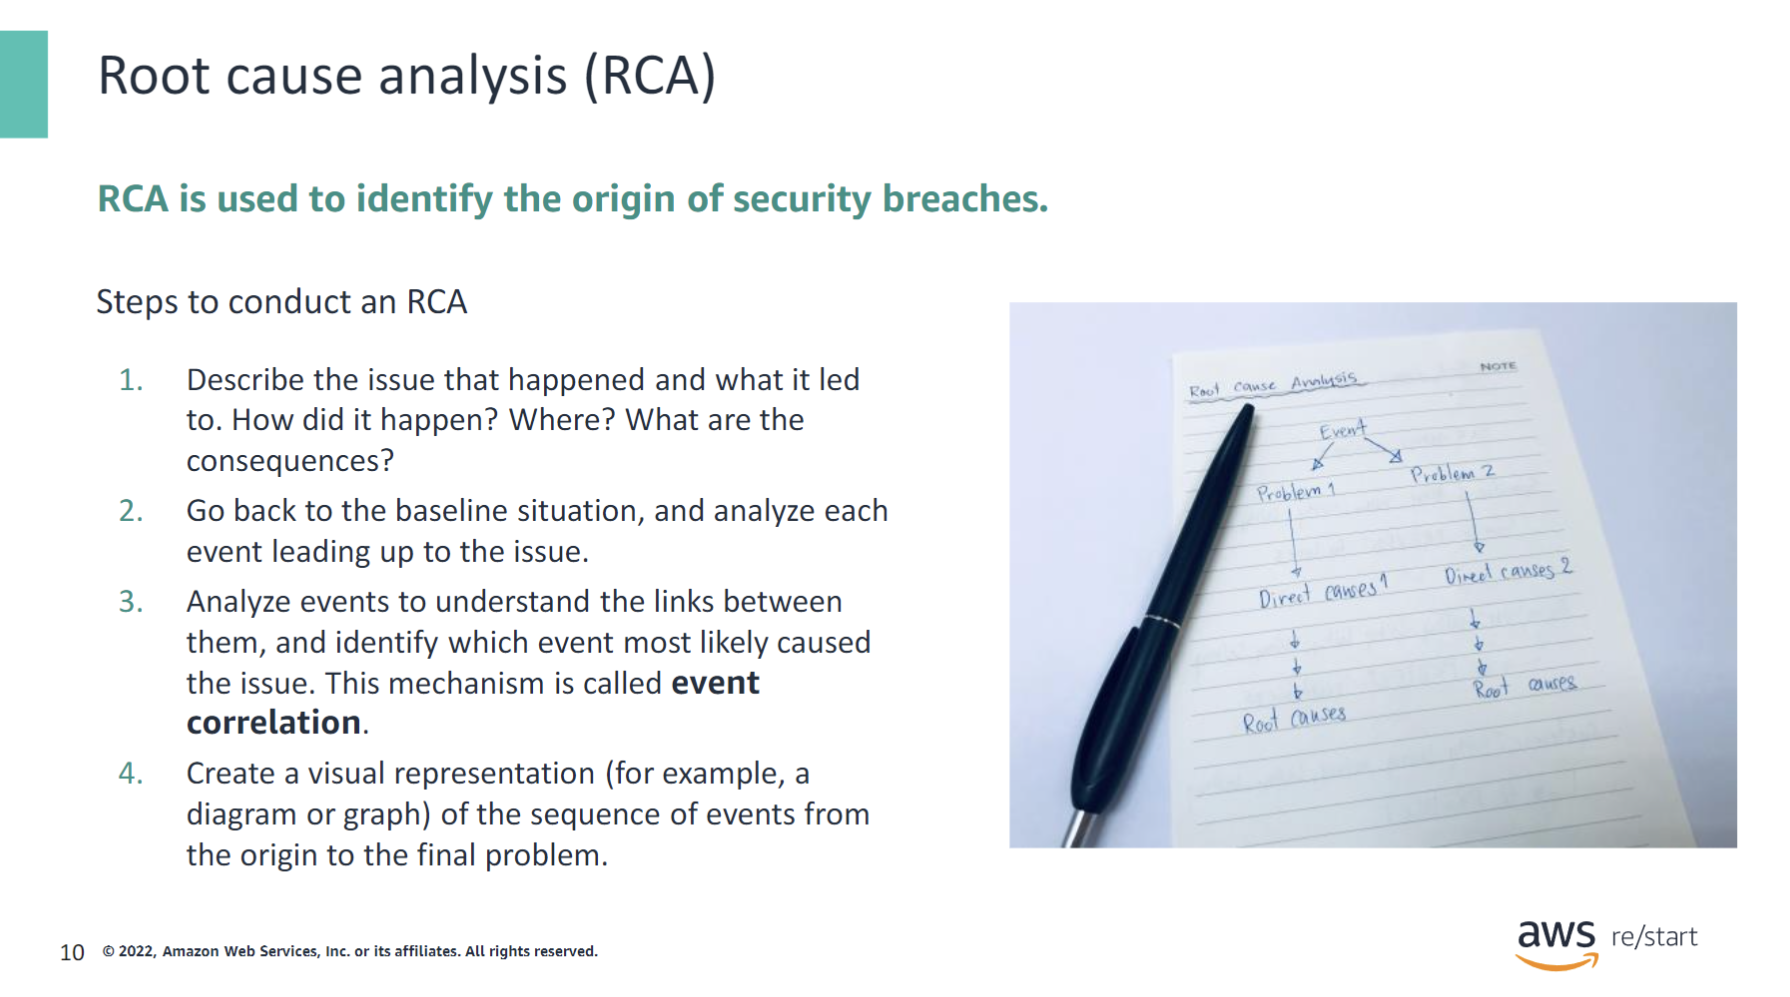 Root cause analysis (RCA)
RCA is used to identify the origin of security breaches.
Steps to conduct an RCA
1. Describe the issue that happened and what it led
to. How did it happen? Where? What are the
consequences?
2. Go back to the baseline situation, and analyze each
event leading up to the issue.
3. Analyze events to understand the links between
them, and identify which event most likely caused
the issue. This mechanism is called event
correlation.
4. Create a visual representation (for example, a
diagram or graph) of the sequence of events from
the origin to the final problem.
NOTE
Root cause Analysis
Event
Problem 1
Problem 2
Direct causes 1
Direct causes 2
Root causes
Root causes
10 © 2022, Amazon Web Services, Inc. or its affiliates. All rights reserved.
aws re/start